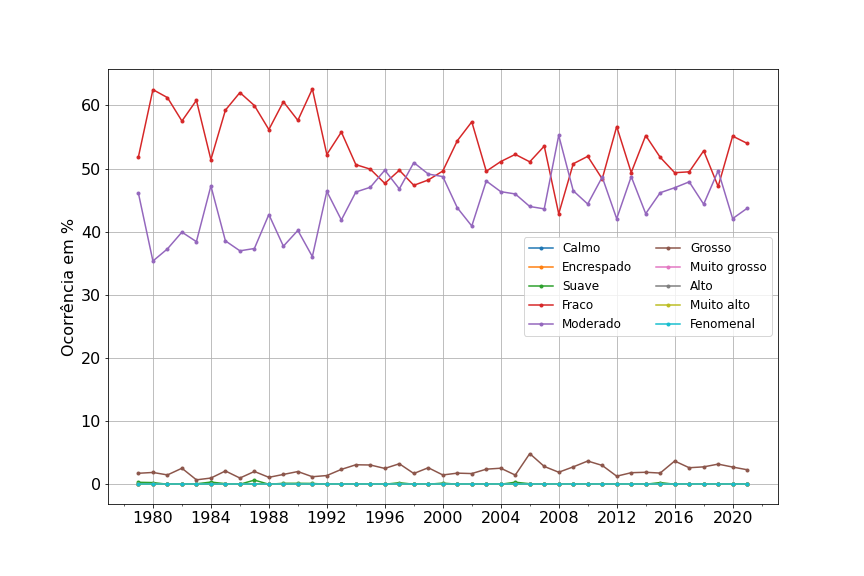 60
50
40
30
20
10
0
Ocorrência em %
Calmo
Encrespado
Suave
Fraco
Moderado
Grosso
Muito grosso
Alto
Muito alto
Fenomenal
1980 1984 1988 1992 1996 2000 2004 2008 2012 2016 2020